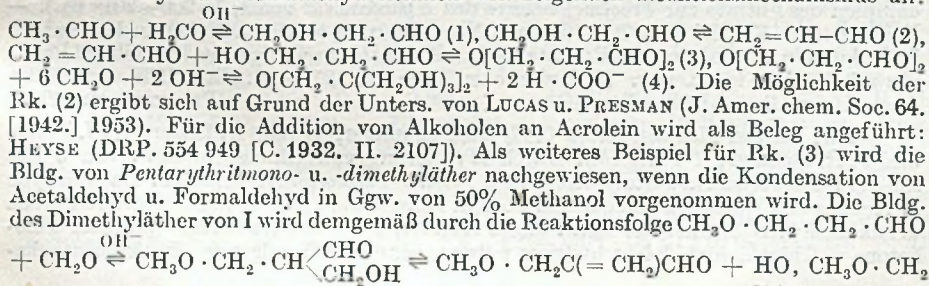 OH⁻
CH₃ · CHO + H₂CO ⇌ CH₂OH · CH₂ · CHO (1), CH₂OH · CH₂ · CHO ⇌ CH₂=CH–CHO (2),
CH₂ = CH · CHO + HO · CH₂ · CH₂ · CHO ⇌ O[CH₂ · CH₂ · CHO]₂ (3), O[CH₂ · CH₂ · CHO]₂
+ 6 CH₂O + 2 OH⁻ ⇌ O[CH₂ · C(CH₂OH)₃]₂ + 2 H · COO⁻ (4). Die Möglichkeit der
Rk. (2) ergibt sich auf Grund der Unters. von LUCAS u. PRESMAN (J. Amer. chem. Soc. 64.
[1942.] 1953). Für die Addition von Alkoholen an Acrolein wird als Beleg angeführt:
HEYSE (DRP. 554 949 [C. 1932. II. 2107]). Als weiteres Beispiel für Rk. (3) wird die
Bldg. von Pentarythritmono- u. -dimethyläther nachgewiesen, wenn die Kondensation von
Acetaldehyd u. Formaldehyd in Ggw. von 50% Methanol vorgenommen wird. Die Bldg.
des Dimethyläther von I wird demgemäß durch die Reaktionsfolge CH₃O · CH₂ · CH₂ · CHO
OH⁻
+ CH₂O ⇌ CH₃O · CH₂ · CH<CHO CH₂OH ⇌ CH₃O · CH₂C(= CH₂)CHO + HO, CH₃O · CH₂